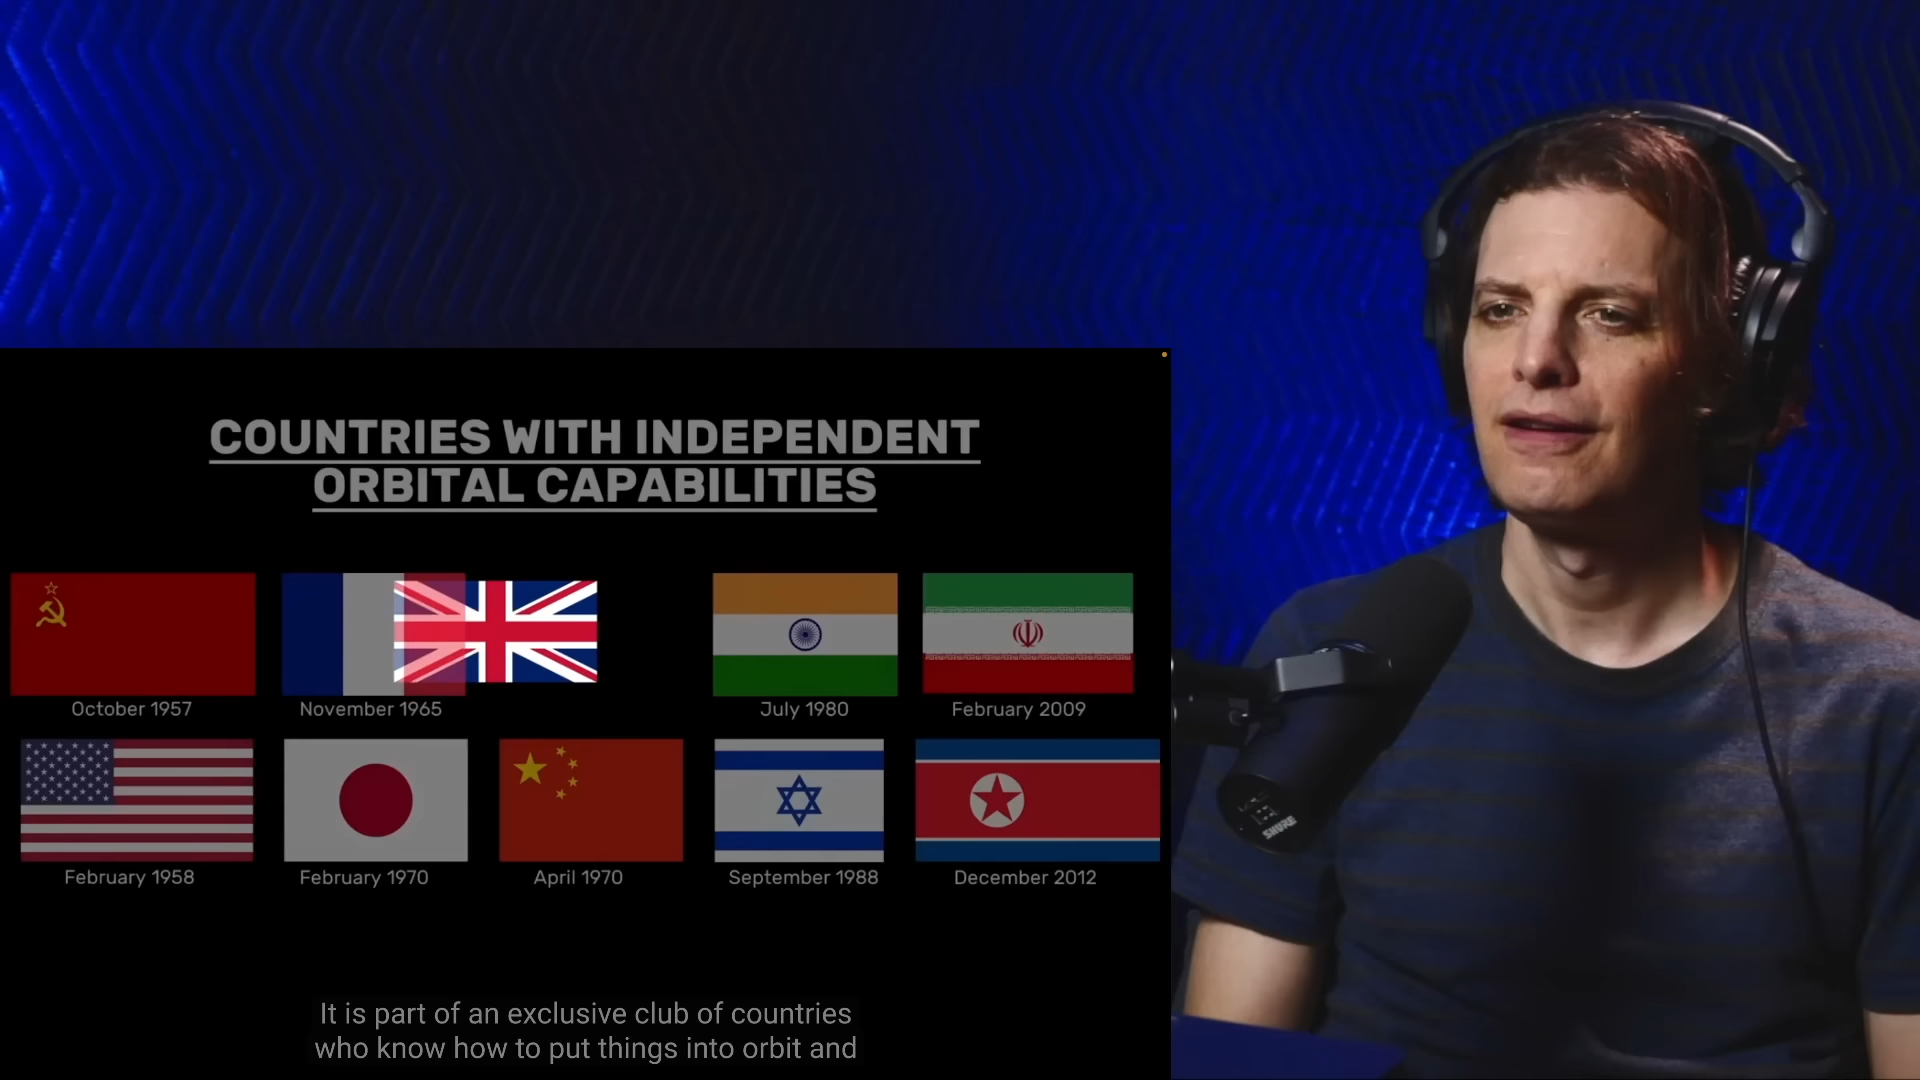 COUNTRIES WITH INDEPENDENT
ORBITAL CAPABILITIES
October 1957
November 1965
July 1980
February 2009
February 1958
February 1970
April 1970
September 1988
December 2012
It is part of an exclusive club of countries
who know how to put things into orbit and
SHURE